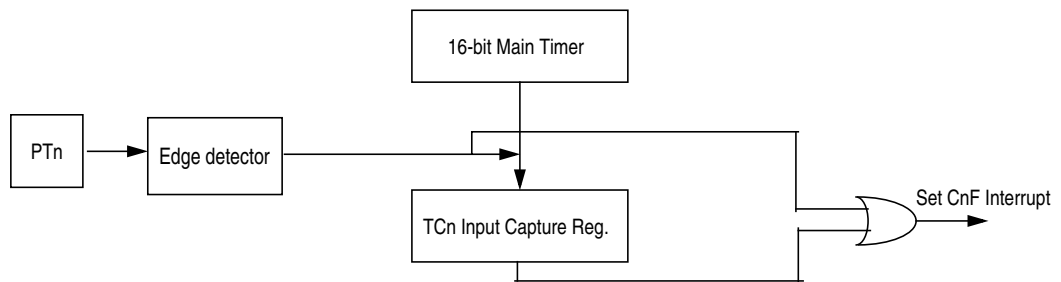 16-bit Main Timer
PTn
Edge detector
TCn Input Capture Reg.
Set CnF Interrupt